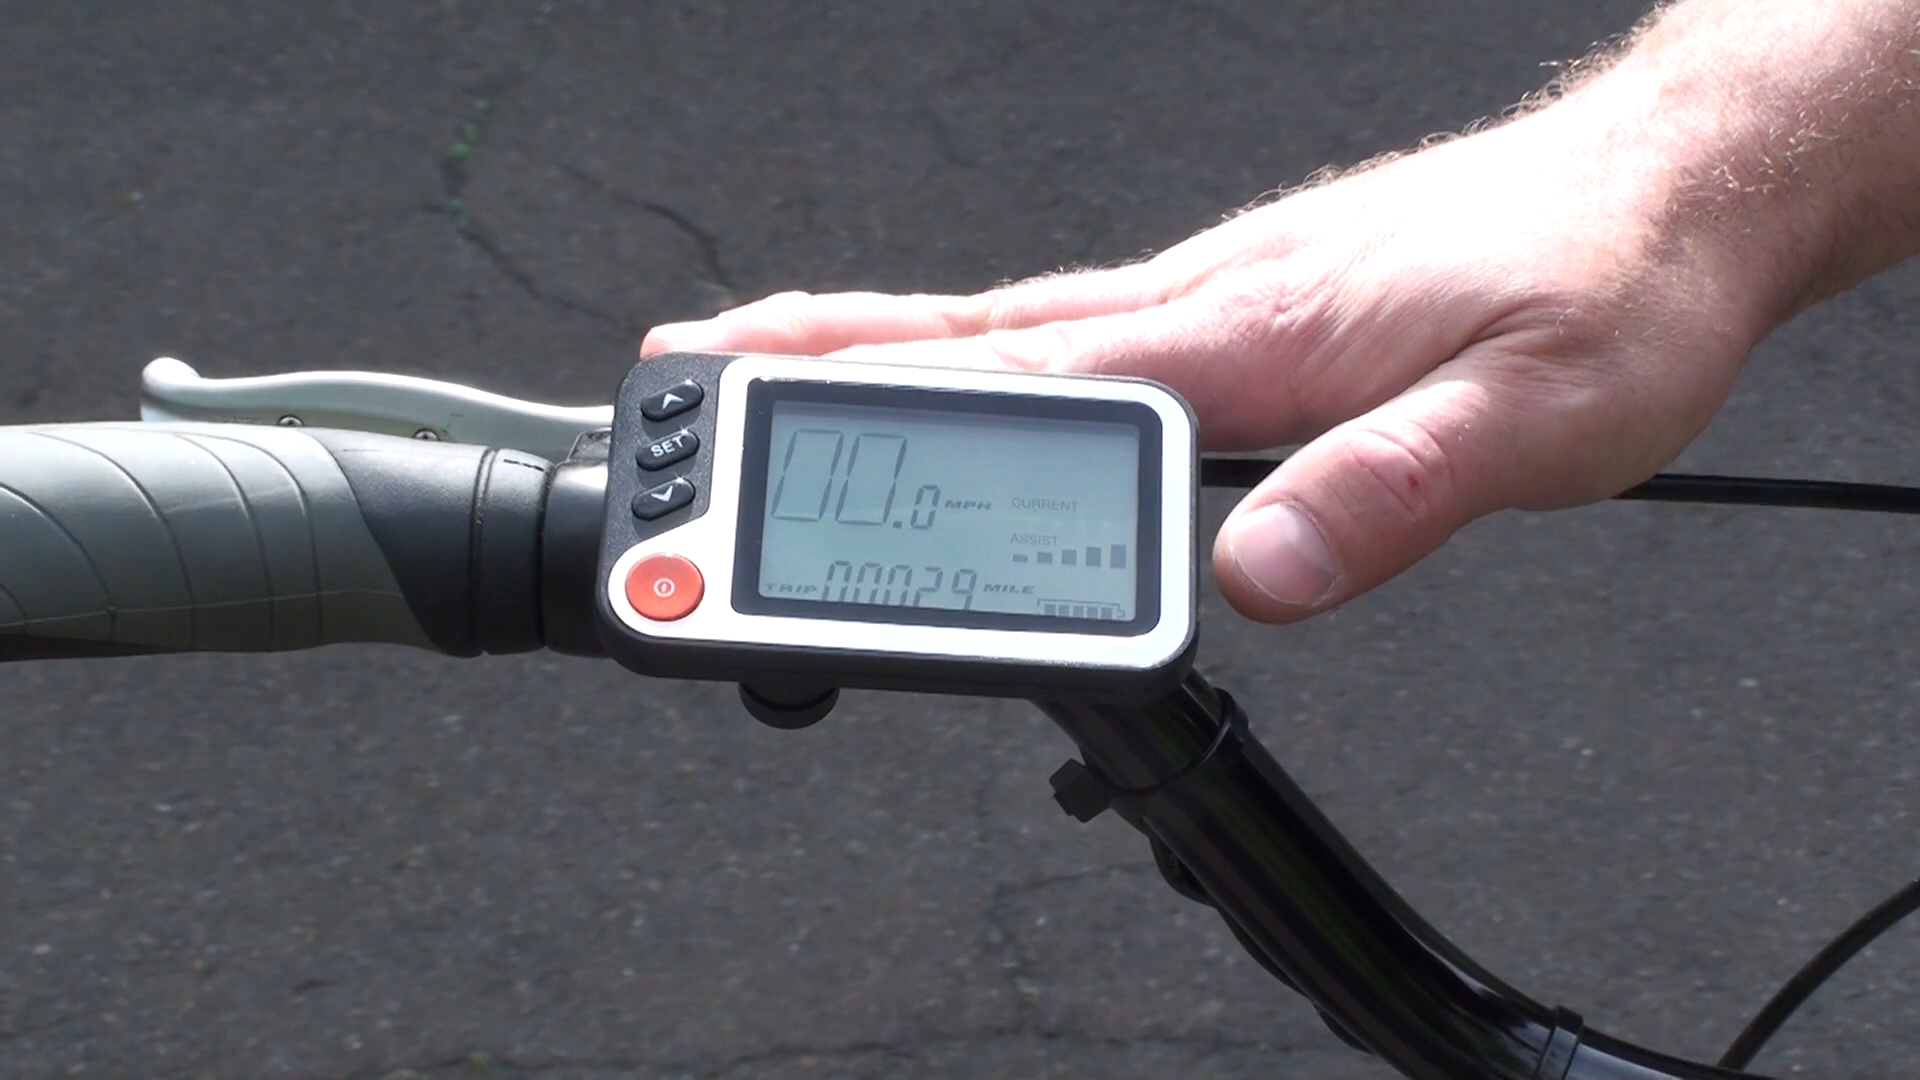 SET
00.0 MPH
CURRENT
ASSIST
TRIP 00029 MILE